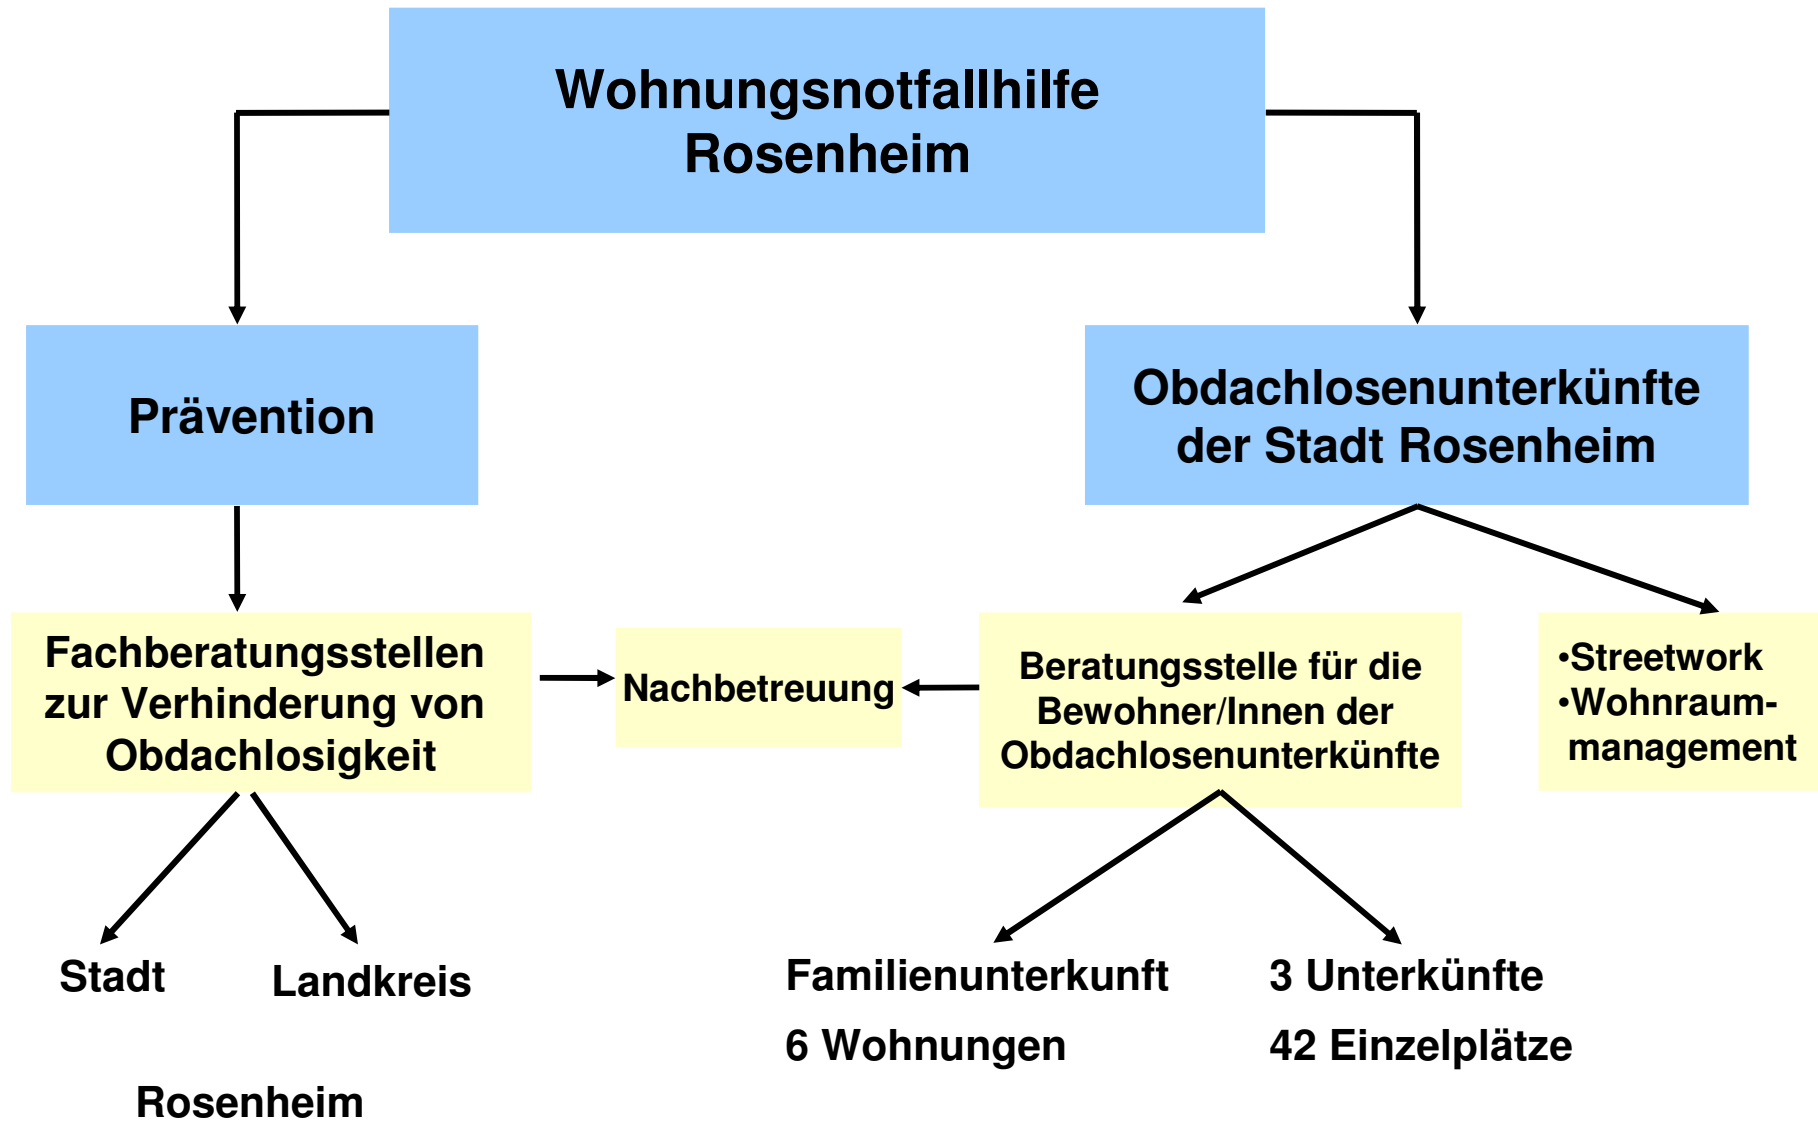 Wohnungsnotfallhilfe
Rosenheim
Prävention
Obdachlosenunterkünfte
der Stadt Rosenheim
Fachberatungsstellen
zur Verhinderung von
Obdachlosigkeit
Nachbetreuung
Beratungsstelle für die
Bewohner/Innen der
Obdachlosenunterkünfte
•Streetwork
•Wohnraum-
management
Stadt
Landkreis
Familienunterkunft
6 Wohnungen
3 Unterkünfte
42 Einzelplätze
Rosenheim